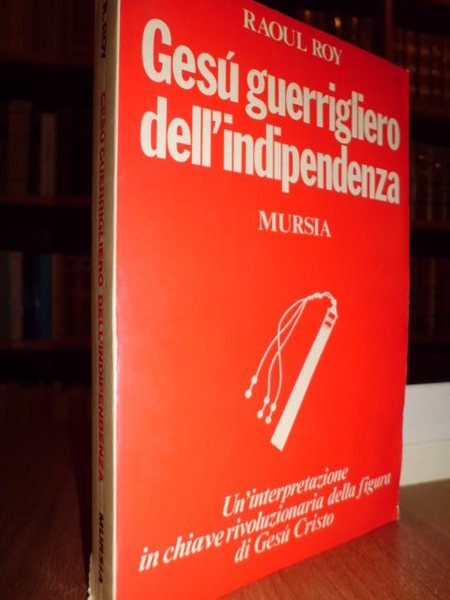 RAOUL ROY
Gesú guerrigliero
dell'indipendenza
MURSIA
Un'interpretazione
in chiave rivoluzionaria della figura
di Gesú Cristo
R. ROY GESÚ GUERRIGLIERO DELL'INDIPENDENZA MURSIA